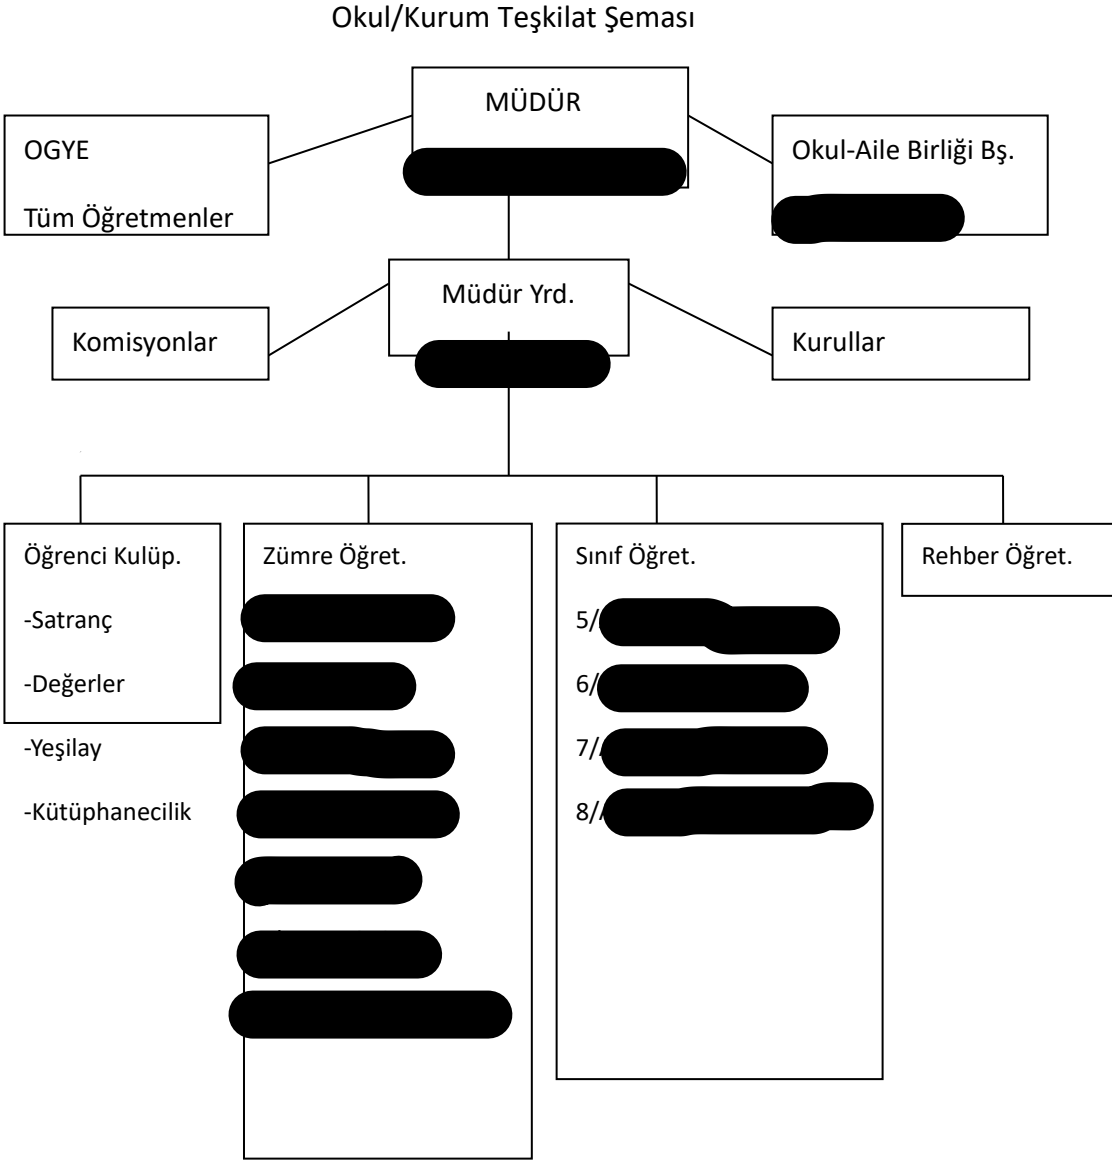 Okul/Kurum Teşkilat Şeması
MÜDÜR
OGYE
Tüm Öğretmenler
Okul-Aile Birliği Bş.
Müdür Yrd.
Komisyonlar
Kurullar
Öğrenci Kulüp.
-Satranç
-Değerler
-Yeşilay
-Kütüphanecilik
Zümre Öğret.
Sınıf Öğret.
5/
6/
7/
8/
Rehber Öğret.